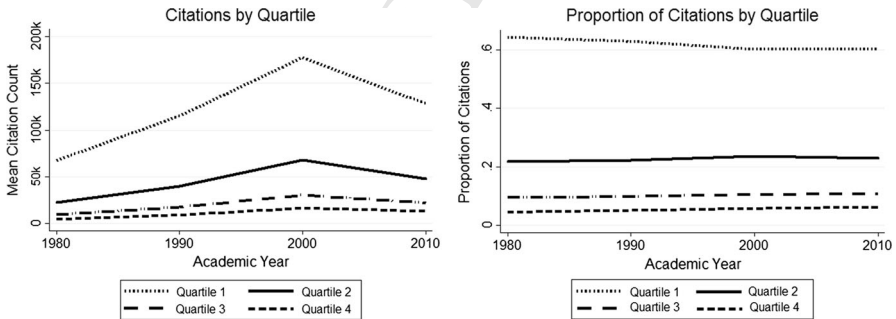 Citations by Quartile
200k
150k
100k
50k
0
Mean Citation Count
1980 1990 2000 2010
Academic Year
Quartile 1 Quartile 2
Quartile 3 Quartile 4
Proportion of Citations by Quartile
.6
.4
.2
0
Proportion of Citations
1980 1990 2000 2010
Academic Year
Quartile 1 Quartile 2
Quartile 3 Quartile 4